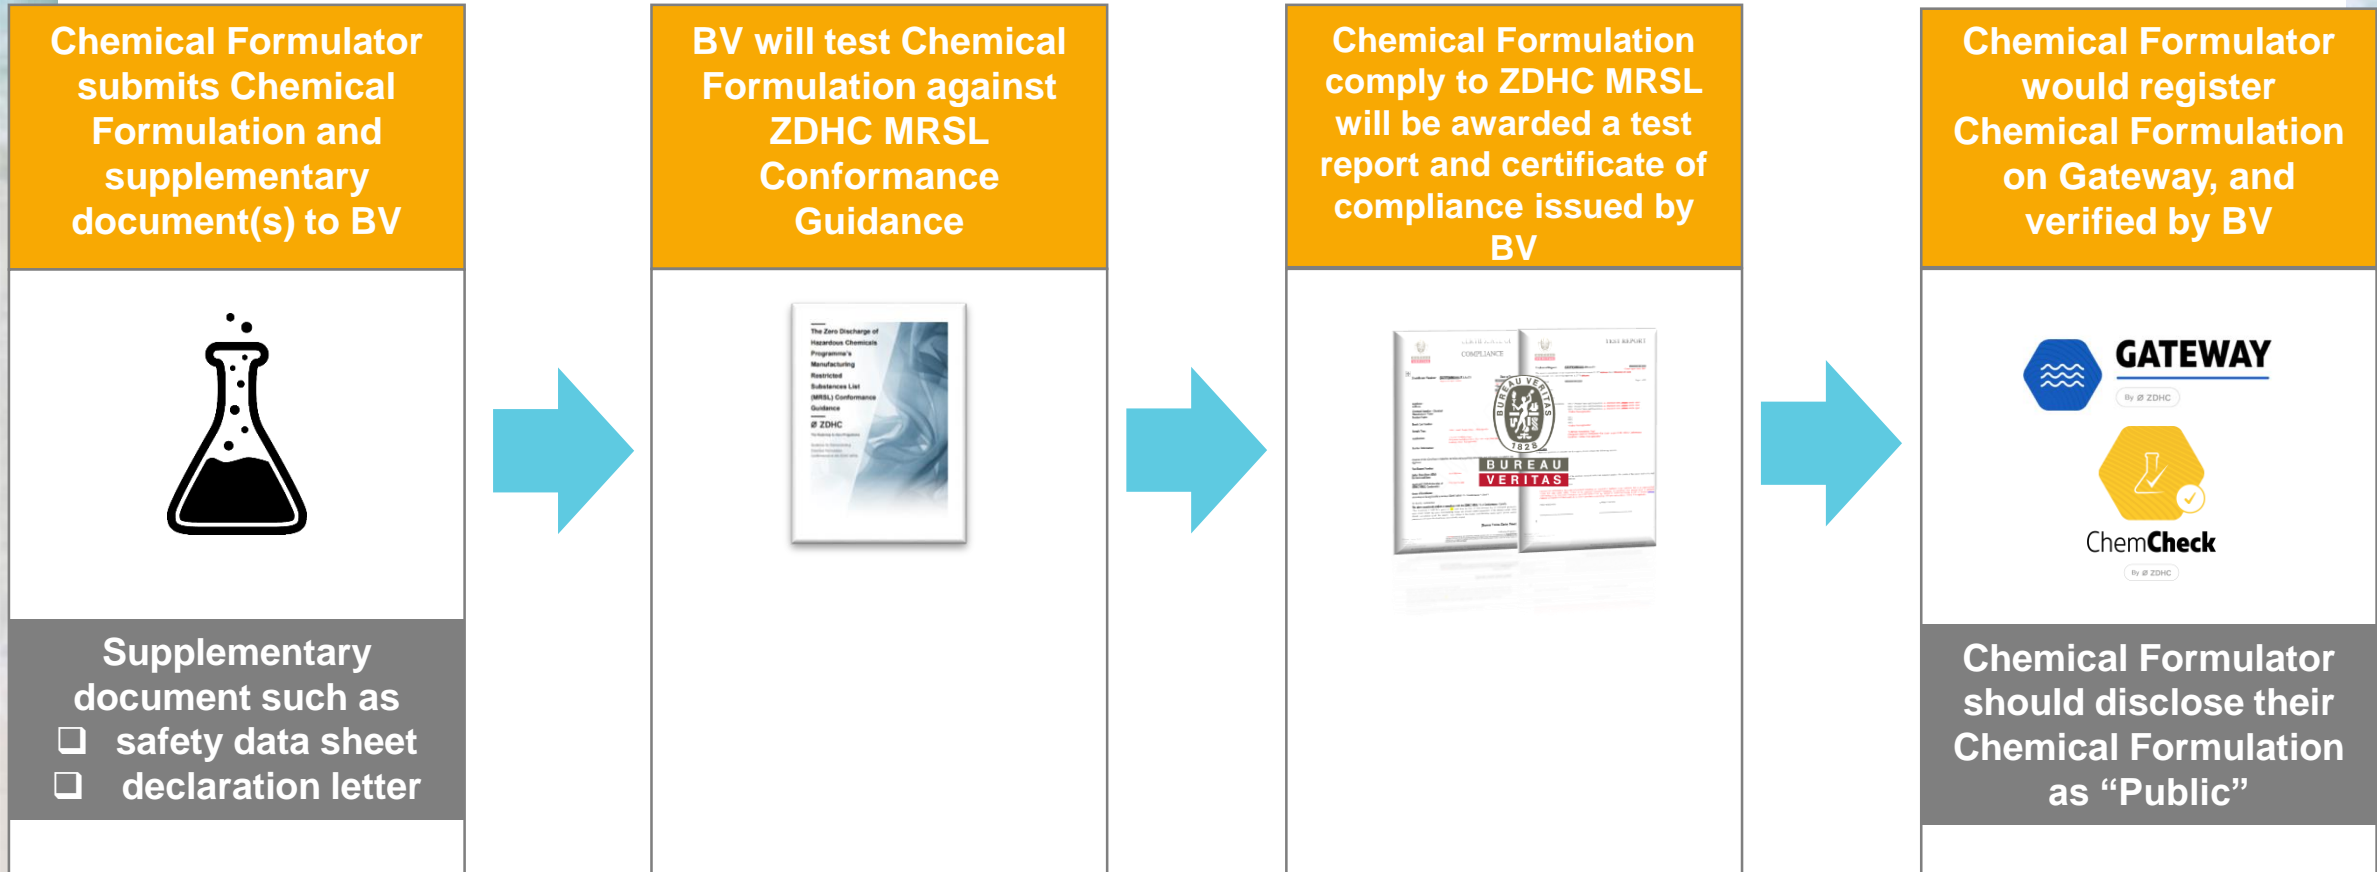 Chemical Formulator
submits Chemical
Formulation and
supplementary
document(s) to BV
Supplementary
document such as
❑ safety data sheet
❑ declaration letter
BV will test Chemical
Formulation against
ZDHC MRSL
Conformance
Guidance
The Zero Discharge of
Hazardous Chemicals
Programme's
Manufacturing
Restricted
Substances List
(MRSL) Conformance
Guidance
Ø ZDHC
Chemical Formulation
comply to ZDHC MRSL
will be awarded a test
report and certificate of
compliance issued by
BV
COMPLIANCE
TEST REPORT
BUREAU VERITAS
1828
BUREAU
VERITAS
Chemical Formulator
would register
Chemical Formulation
on Gateway, and
verified by BV
GATEWAY
By Ø ZDHC
ChemCheck
By Ø ZDHC
Chemical Formulator
should disclose their
Chemical Formulation
as “Public”